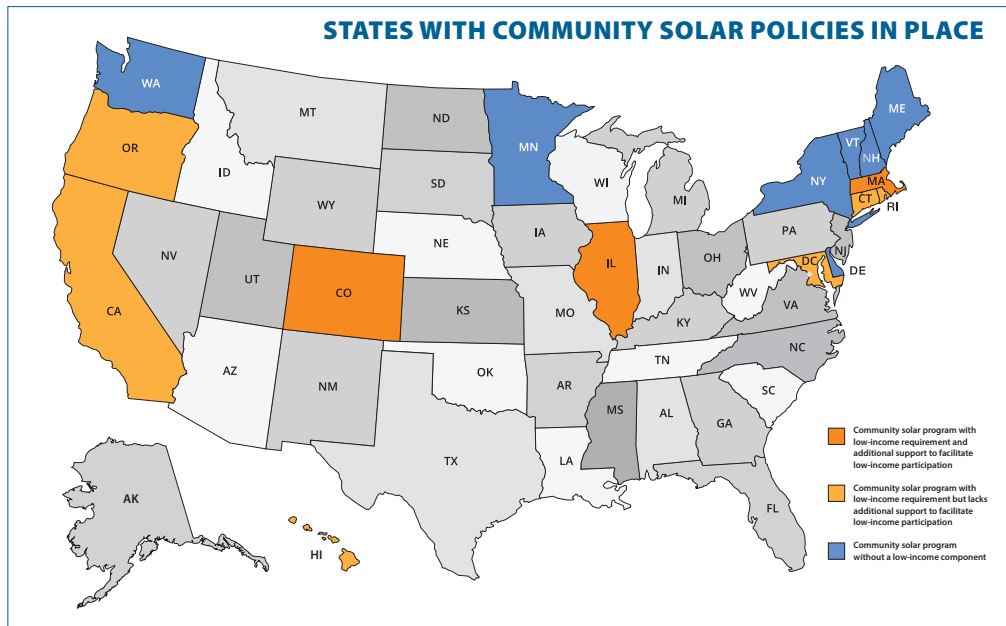 STATES WITH COMMUNITY SOLAR POLICIES IN PLACE
WA
MT
ND
MN
ME
VT
NH
OR
ID
SD
WI
NY
MA
CT
RI
WY
MI
IA
PA
NE
NJ
NV
OH
DC
DE
UT
IL
IN
CO
WV
CA
KS
MO
VA
KY
NC
TN
AZ
OK
NM
AR
SC
MS
AL
GA
TX
LA
FL
AK
HI
Community solar program with
low-income requirement and
additional support to facilitate
low-income participation
Community solar program with
low-income requirement but lacks
additional support to facilitate
low-income participation
Community solar program
without a low-income component